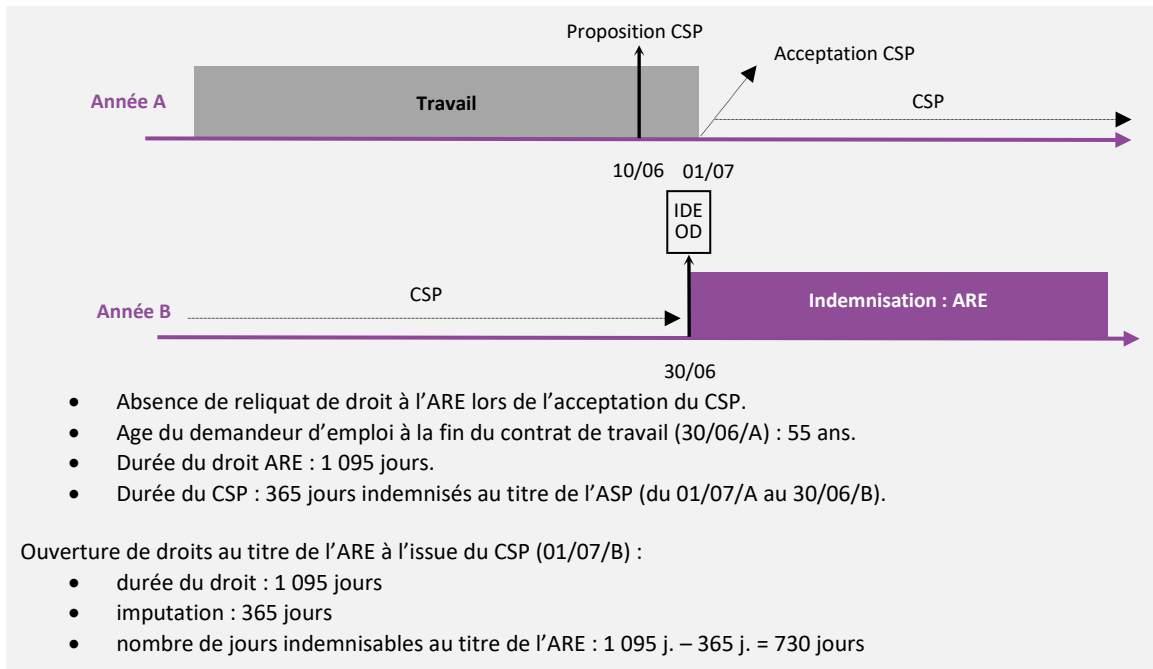 Proposition CSP
Acceptation CSP
Année A
Travail
CSP
10/06
01/07
IDE
OD
Année B
CSP
Indemnisation : ARE
30/06
• Absence de reliquat de droit à l’ARE lors de l’acceptation du CSP.
• Age du demandeur d’emploi à la fin du contrat de travail (30/06/A) : 55 ans.
• Durée du droit ARE : 1 095 jours.
• Durée du CSP : 365 jours indemnisés au titre de l’ASP (du 01/07/A au 30/06/B).
Ouverture de droits au titre de l’ARE à l’issue du CSP (01/07/B) :
• durée du droit : 1 095 jours
• imputation : 365 jours
• nombre de jours indemnisables au titre de l’ARE : 1 095 j. – 365 j. = 730 jours